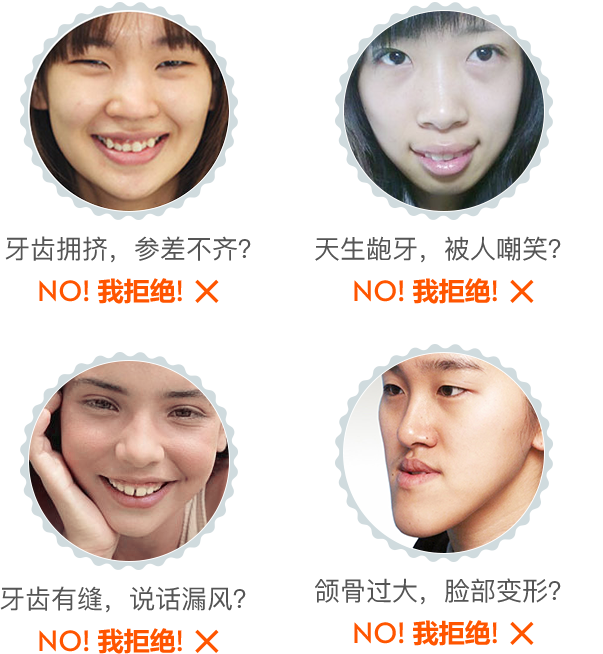 牙齿拥挤，参差不齐?
NO! 我拒绝! ×
天生龅牙，被人嘲笑?
NO! 我拒绝! ×
牙齿有缝，说话漏风?
NO! 我拒绝! ×
颌骨过大，脸部变形?
NO! 我拒绝! ×